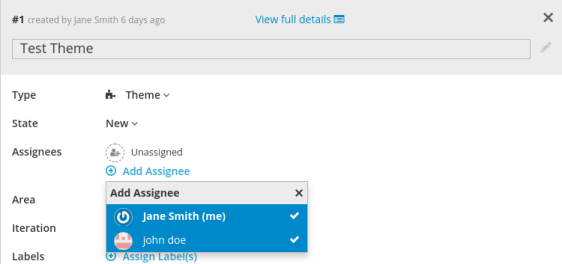 #1 created by Jane Smith 6 days ago
View full details
Test Theme
Type Theme
State New
Assignees Unassigned
Add Assignee
Add Assignee
Area
Jane Smith (me)
Iteration
john doe
Labels Assign Label(s)